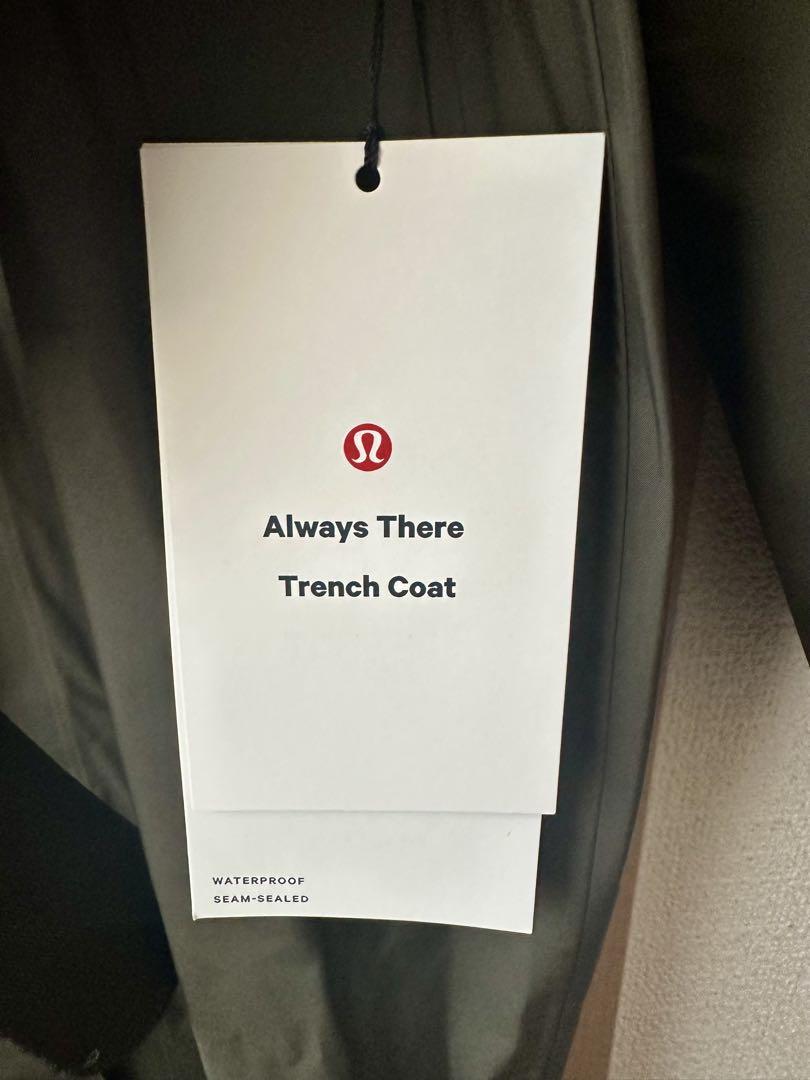 Always There
Trench Coat
WATERPROOF
SEAM-SEALED